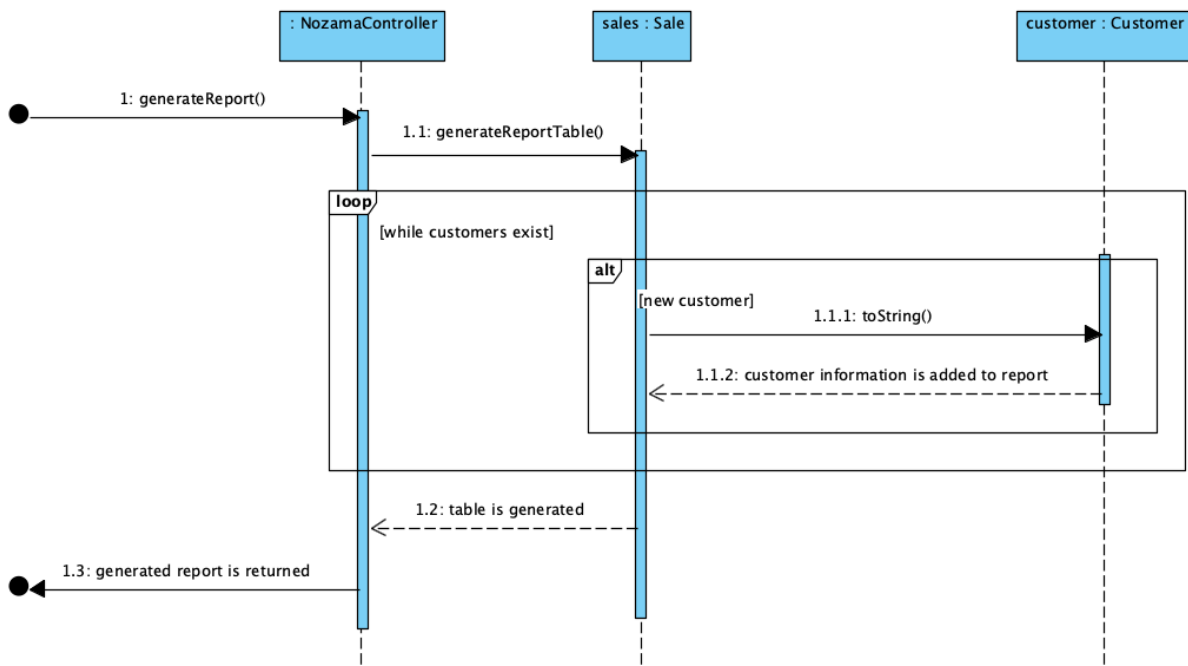 : NozamaController
sales : Sale
customer : Customer
1: generateReport()
1.1: generateReportTable()
loop
[while customers exist]
alt
[new customer]
1.1.1: toString()
1.1.2: customer information is added to report
1.2: table is generated
1.3: generated report is returned